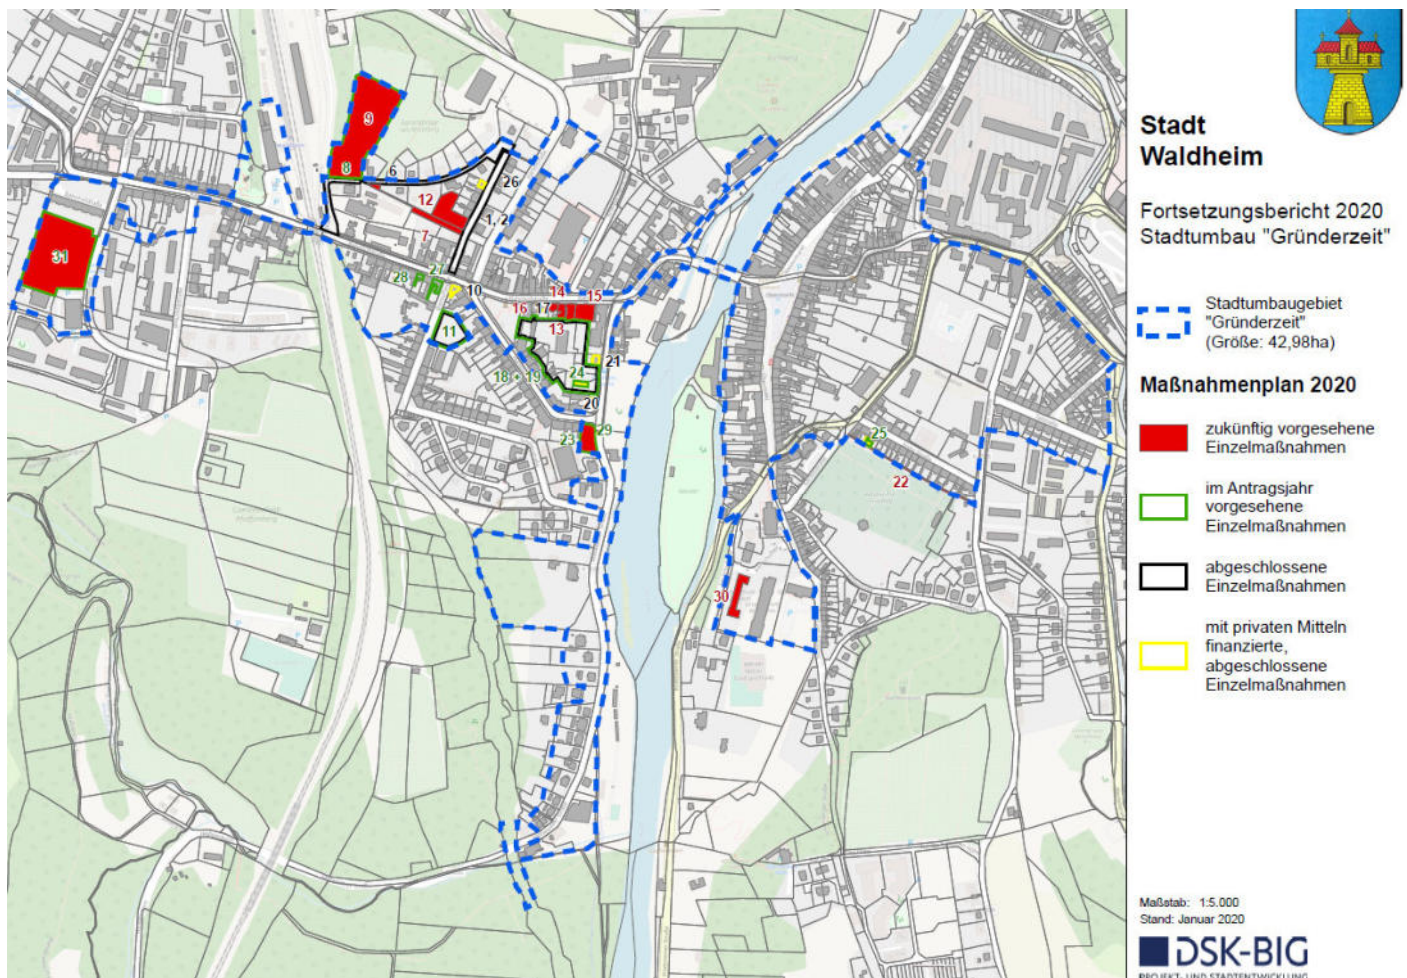 Stadt
Waldheim
Fortsetzungsbericht 2020
Stadtumbau "Gründerzeit"
Stadtumbaugebiet
"Gründerzeit"
(Größe: 42,98ha)
Maßnahmenplan 2020
zukünftig vorgesehene
Einzelmaßnahmen
im Antragsjahr
vorgesehene
Einzelmaßnahmen
abgeschlossene
Einzelmaßnahmen
mit privaten Mitteln
finanzierte,
abgeschlossene
Einzelmaßnahmen
Maßstab: 1:5.000
Stand: Januar 2020
DSK-BIG
PROJEKT- UND STADTENTWICKLUNG
9
8
6
26
12
1, 2
7
31
27
28
10
14
15
16
17
11
13
21
24
18 + 19
20
23
29
25
22
30